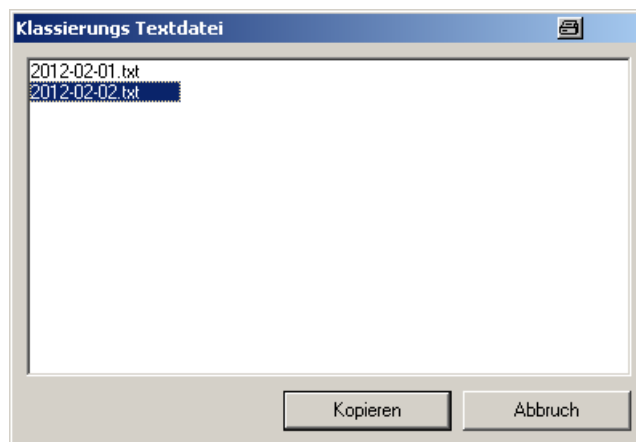 Klassierungs Textdatei
2012-02-01.txt
2012-02-02.txt
Kopieren
Abbruch